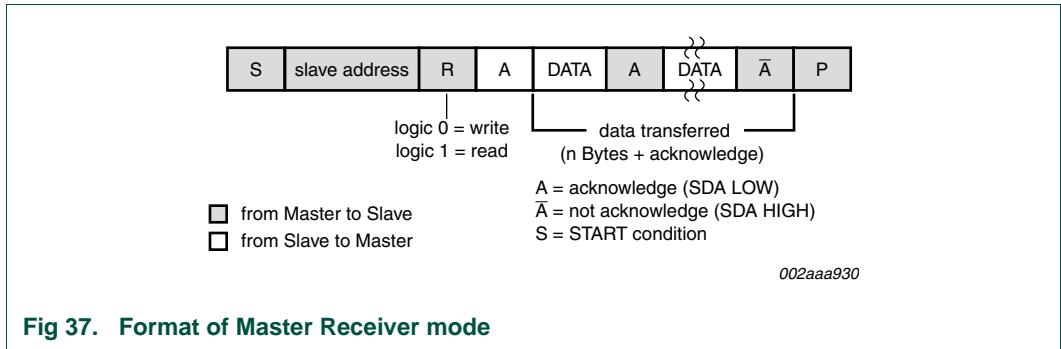 S slave address R A DATA A DATA A̅ P
logic 0 = write
logic 1 = read
data transferred
(n Bytes + acknowledge)
A = acknowledge (SDA LOW)
A̅ = not acknowledge (SDA HIGH)
S = START condition
from Master to Slave
from Slave to Master
002aaa930
Fig 37. Format of Master Receiver mode